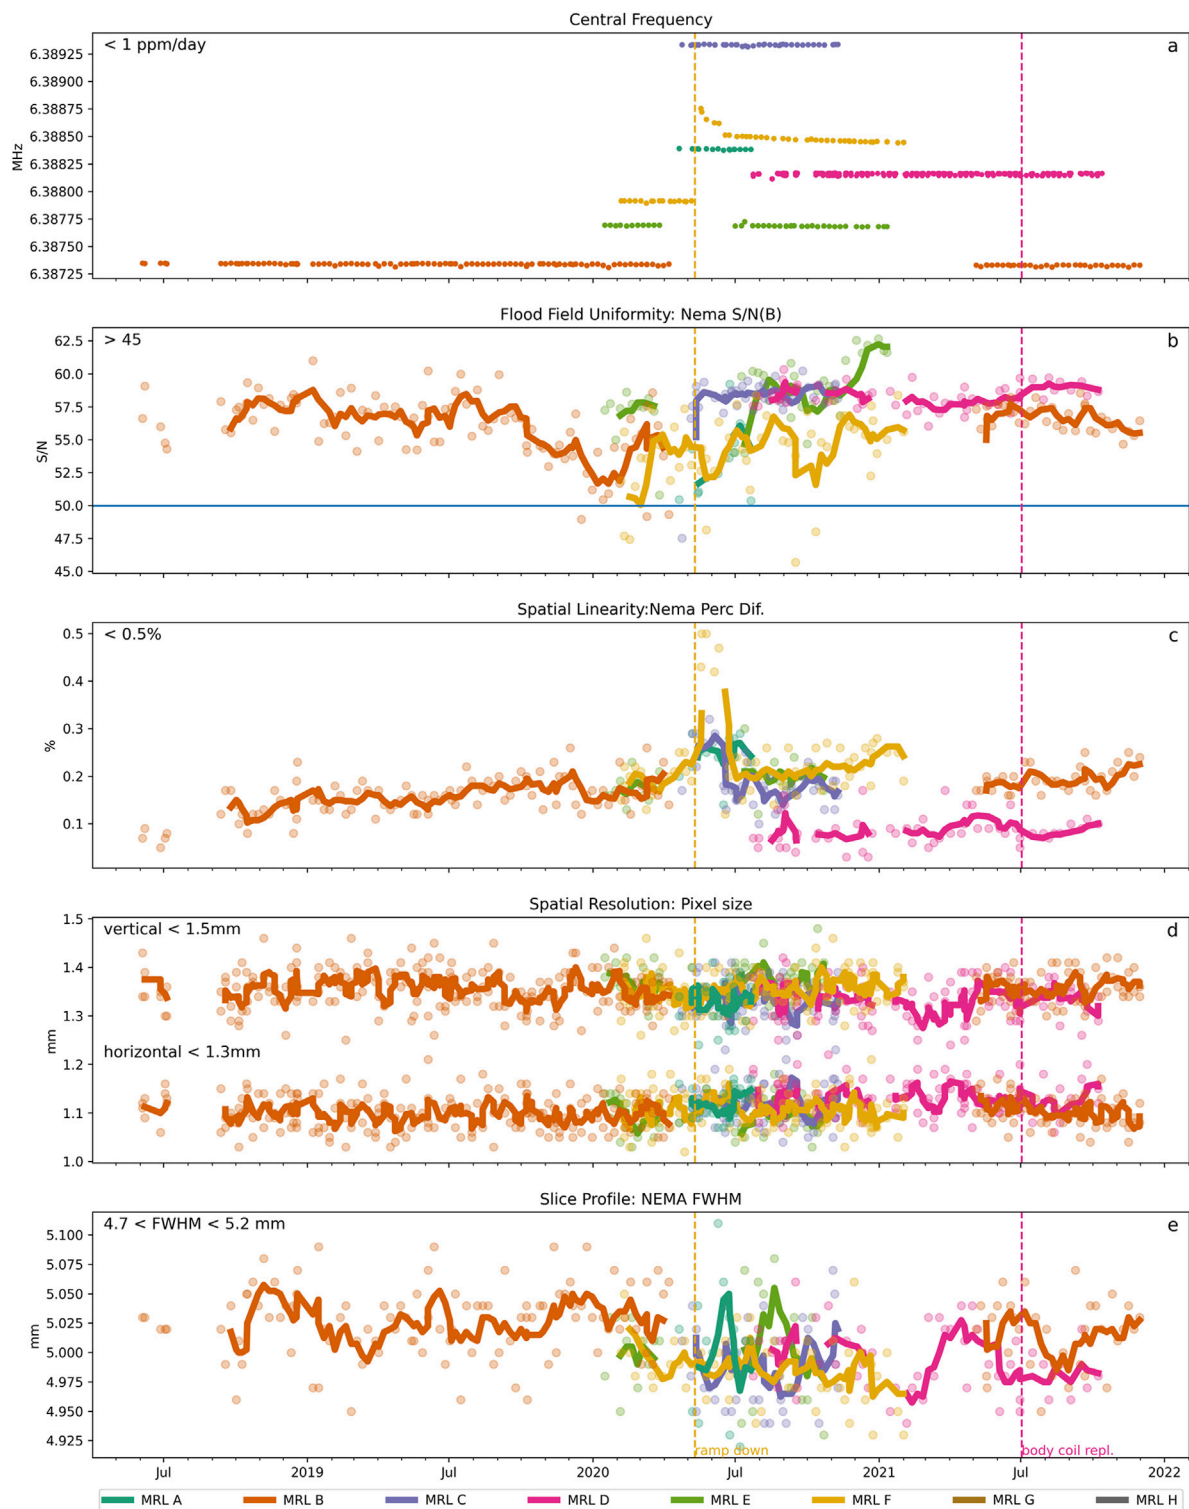 Central Frequency
< 1 ppm/day
a
6.38925
6.38900
6.38875
6.38850
6.38825
6.38800
6.38775
6.38750
6.38725
MHz
Flood Field Uniformity: Nema S/N(B)
> 45
b
62.5
60.0
57.5
55.0
52.5
50.0
47.5
45.0
S/N
Spatial Linearity:Nema Perc Dif.
< 0.5%
c
0.5
0.4
0.3
0.2
0.1
%
Spatial Resolution: Pixel size
vertical < 1.5mm
d
horizontal < 1.3mm
1.5
1.4
1.3
1.2
1.1
1.0
mm
Slice Profile: NEMA FWHM
4.7 < FWHM < 5.2 mm
e
5.100
5.075
5.050
5.025
5.000
4.975
4.950
4.925
mm
ramp down
body coil repl.
Jul 2019 Jul 2020 Jul 2021 Jul 2022
MRL A MRL B MRL C MRL D MRL E MRL F MRL G MRL H